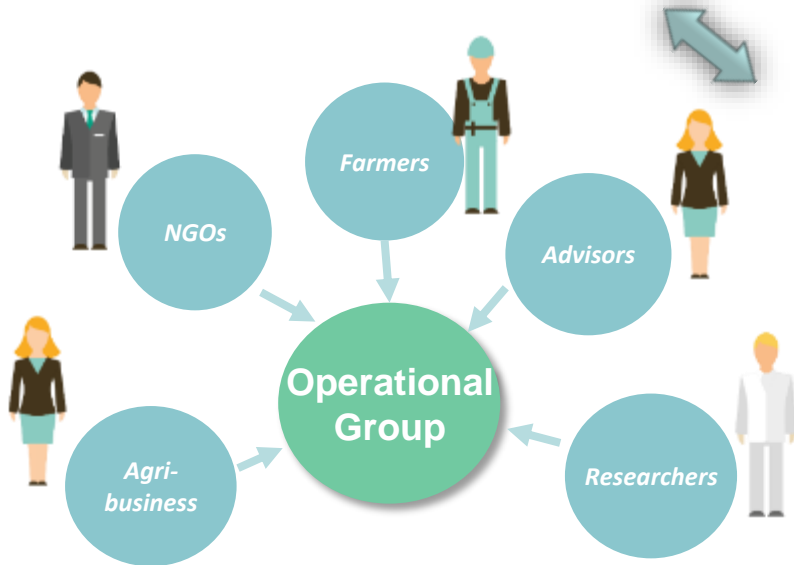 Farmers
NGOs
Advisors
Operational
Group
Agri-
business
Researchers